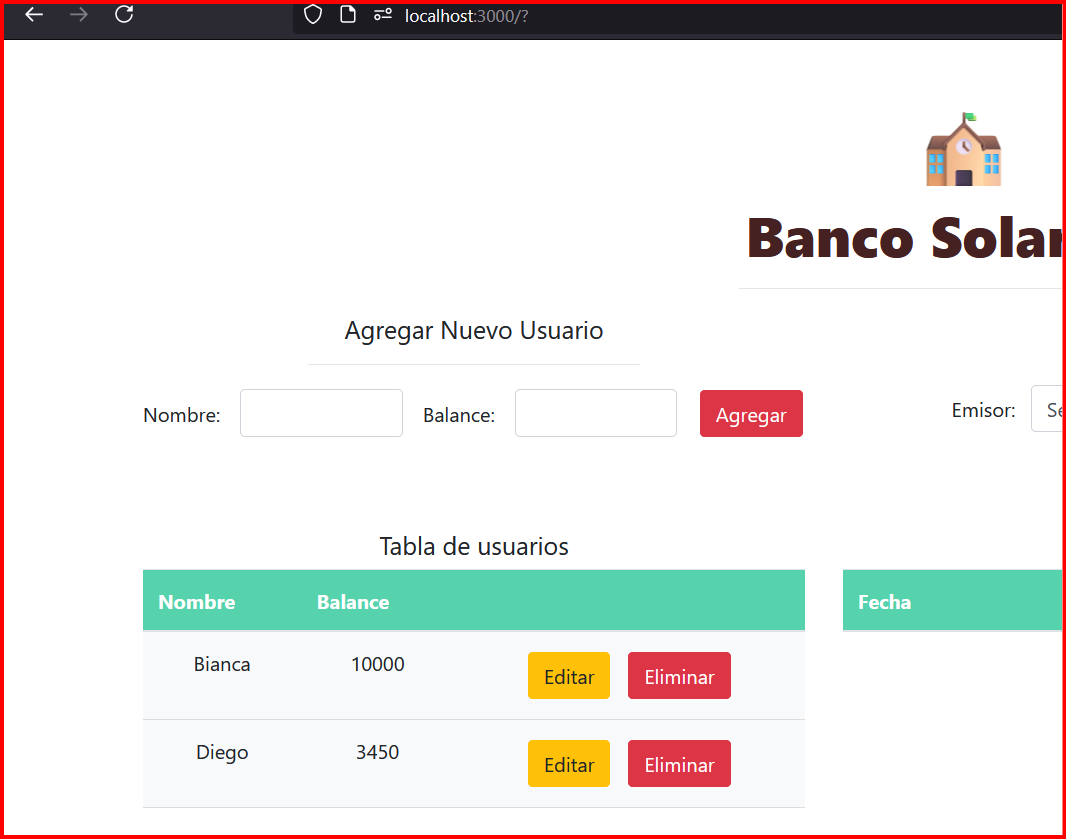 localhost:3000/?
Banco Solar
Agregar Nuevo Usuario
Nombre: Balance: Agregar
Emisor:
Tabla de usuarios
Nombre Balance
Fecha
Bianca 10000 Editar Eliminar
Diego 3450 Editar Eliminar